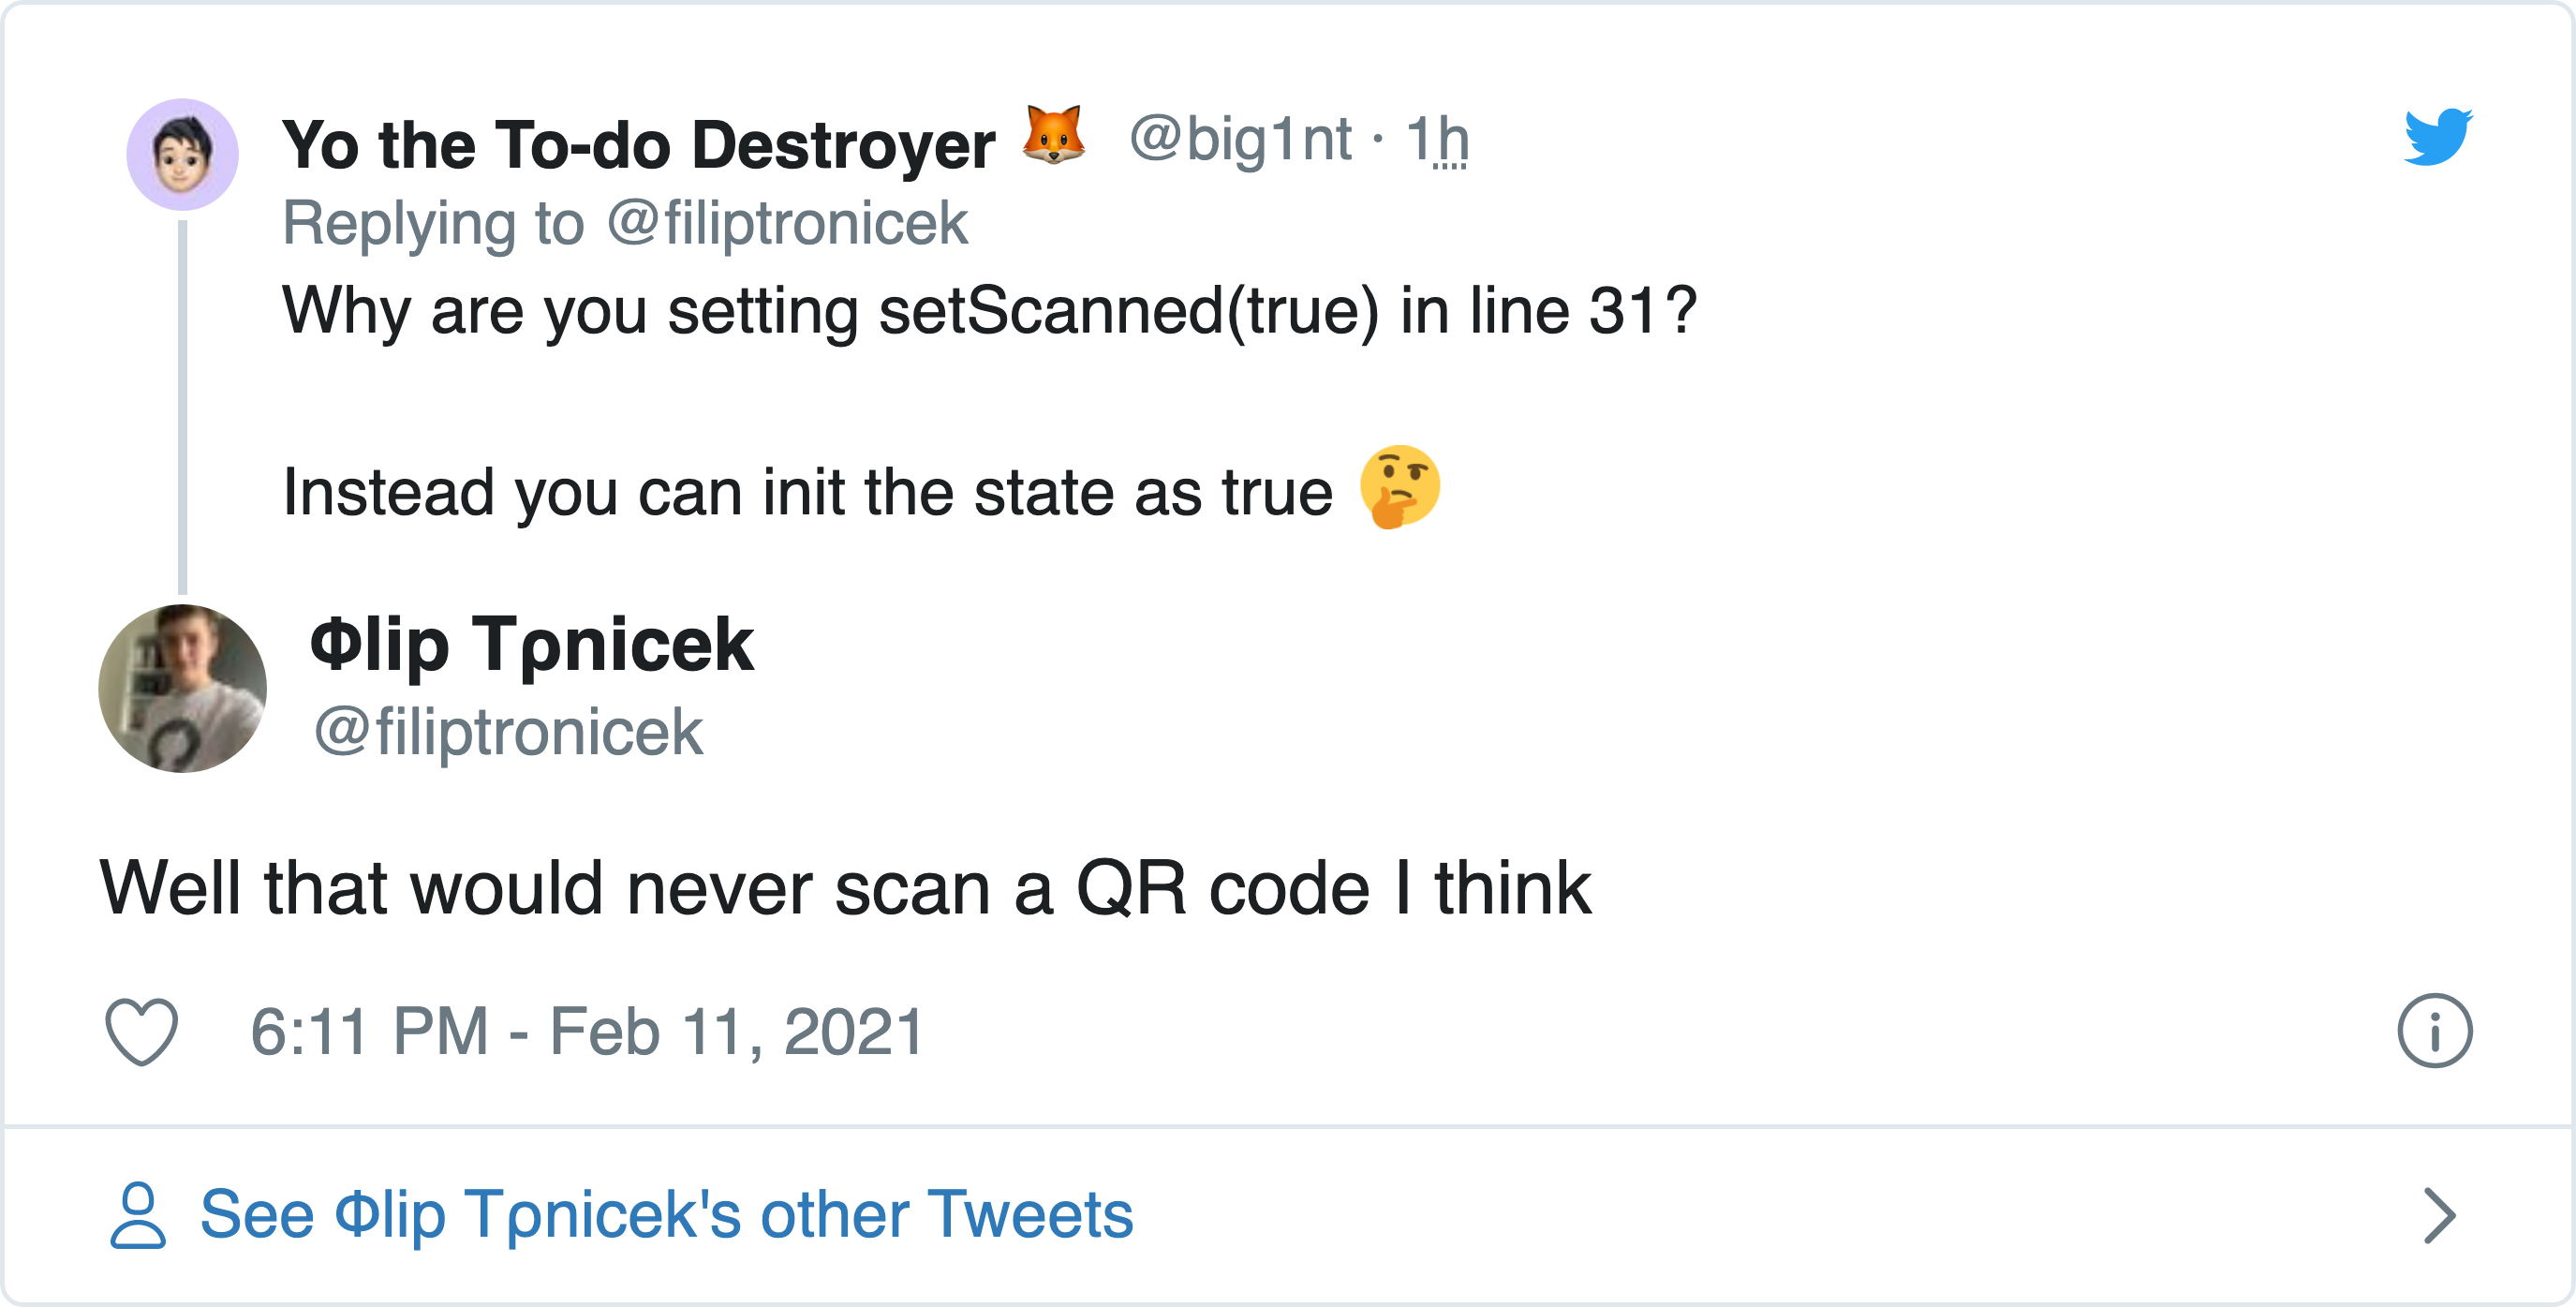 Yo the To-do Destroyer 🦊 @big1nt · 1h
Replying to @filiptronicek
Why are you setting setScanned(true) in line 31?
Instead you can init the state as true 🤔
Φlip Tρnicek
@filiptronicek
Well that would never scan a QR code I think
6:11 PM - Feb 11, 2021
See Φlip Tρnicek's other Tweets